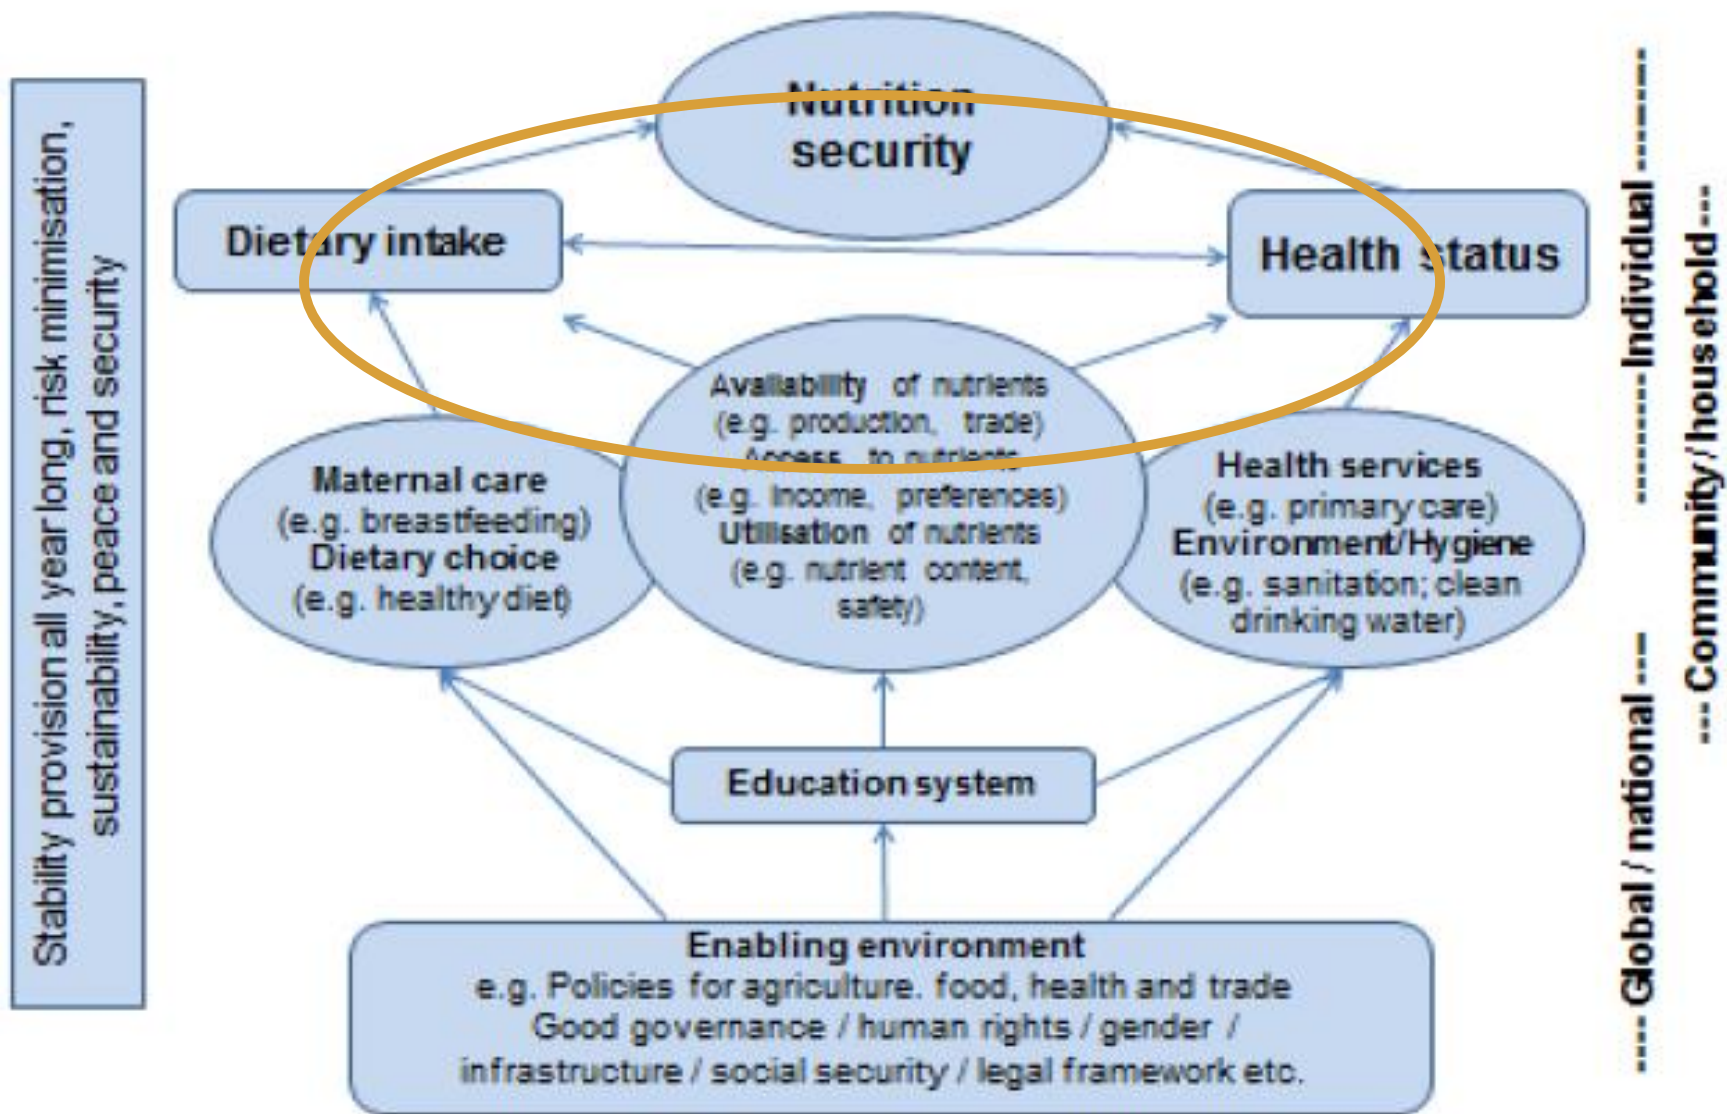 Nutrition
security
Dietary intake
Health status
Availability of nutrients
(e.g. production, trade)
Access to nutrients
(e.g. Income, preferences)
Utilisation of nutrients
(e.g. nutrient content,
safety)
Maternal care
(e.g. breastfeeding)
Dietary choice
(e.g. healthy diet)
Health services
(e.g. primary care)
Environment/Hygiene
(e.g. sanitation; clean
drinking water)
Education system
Enabling environment
e.g. Policies for agriculture. food, health and trade
Good governance / human rights / gender /
infrastructure / social security / legal framework etc.
Stability provision all year long, risk minimisation,
sustainability, peace and security
----------Individual --------
---- Global / national ----
--- Community/ household ---